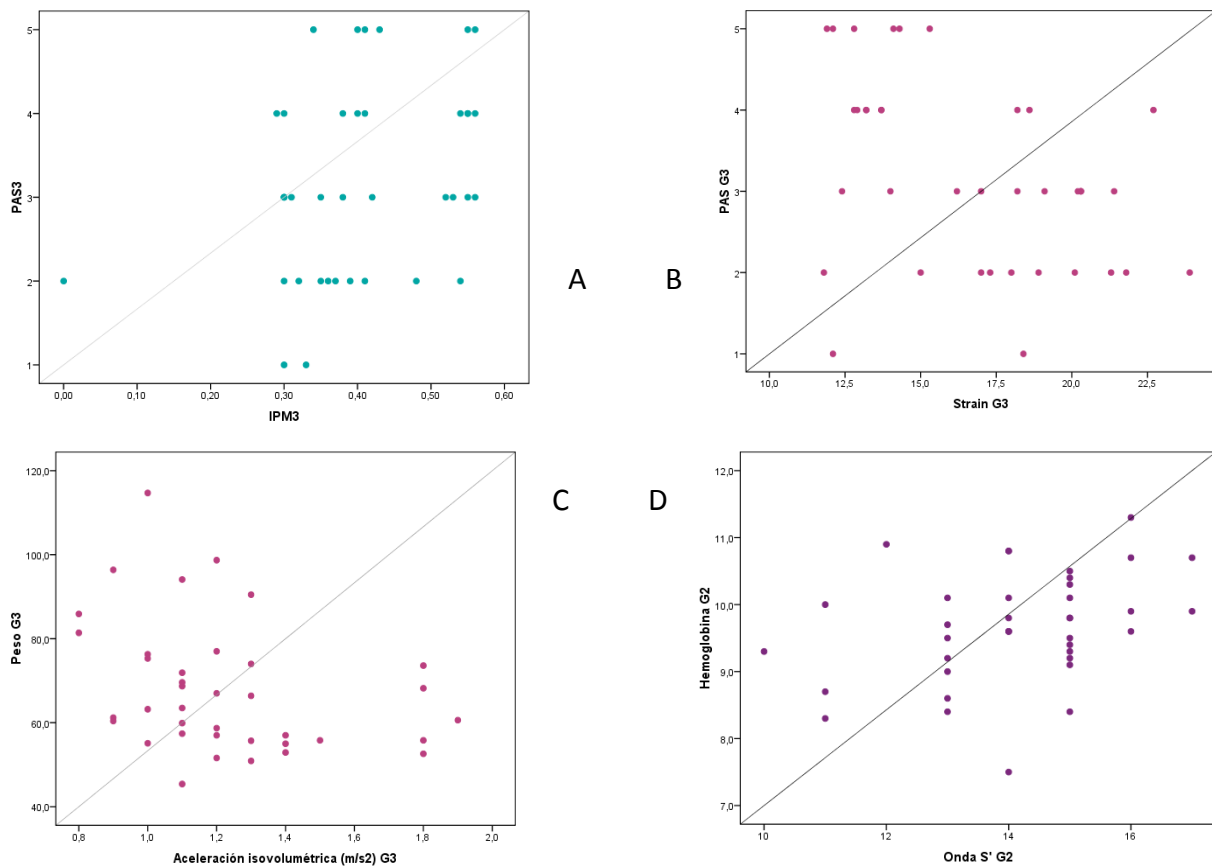 5
4
3
2
1
PAS3
0,00 0,10 0,20 0,30 0,40 0,50 0,60
IPM3
A
B
5
4
3
2
1
PAS G3
10,0 12,5 15,0 17,5 20,0 22,5
Strain G3
120,0
100,0
80,0
60,0
40,0
Peso G3
0,8 1,0 1,2 1,4 1,6 1,8 2,0
Aceleración isovolumétrica (m/s2) G3
C
D
12,0
11,0
10,0
9,0
8,0
7,0
Hemoglobina G2
10 12 14 16
Onda S' G2